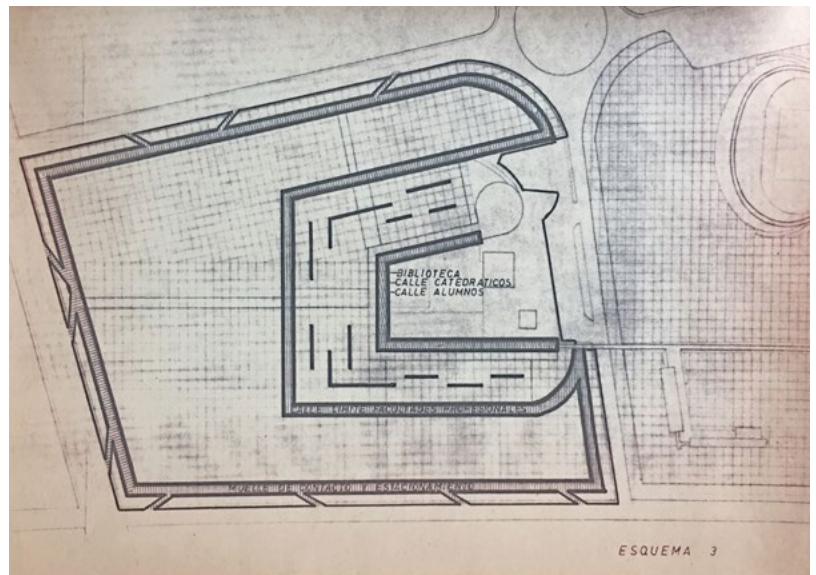 BIBLIOTECA
CALLE CATEDRATICOS
CALLE ALUMNOS
CALLE LIMITE FACULTADES PROFESIONALES
MUELLE DE CONTACTO Y ESTACIONAMIENTO
ESQUEMA 3